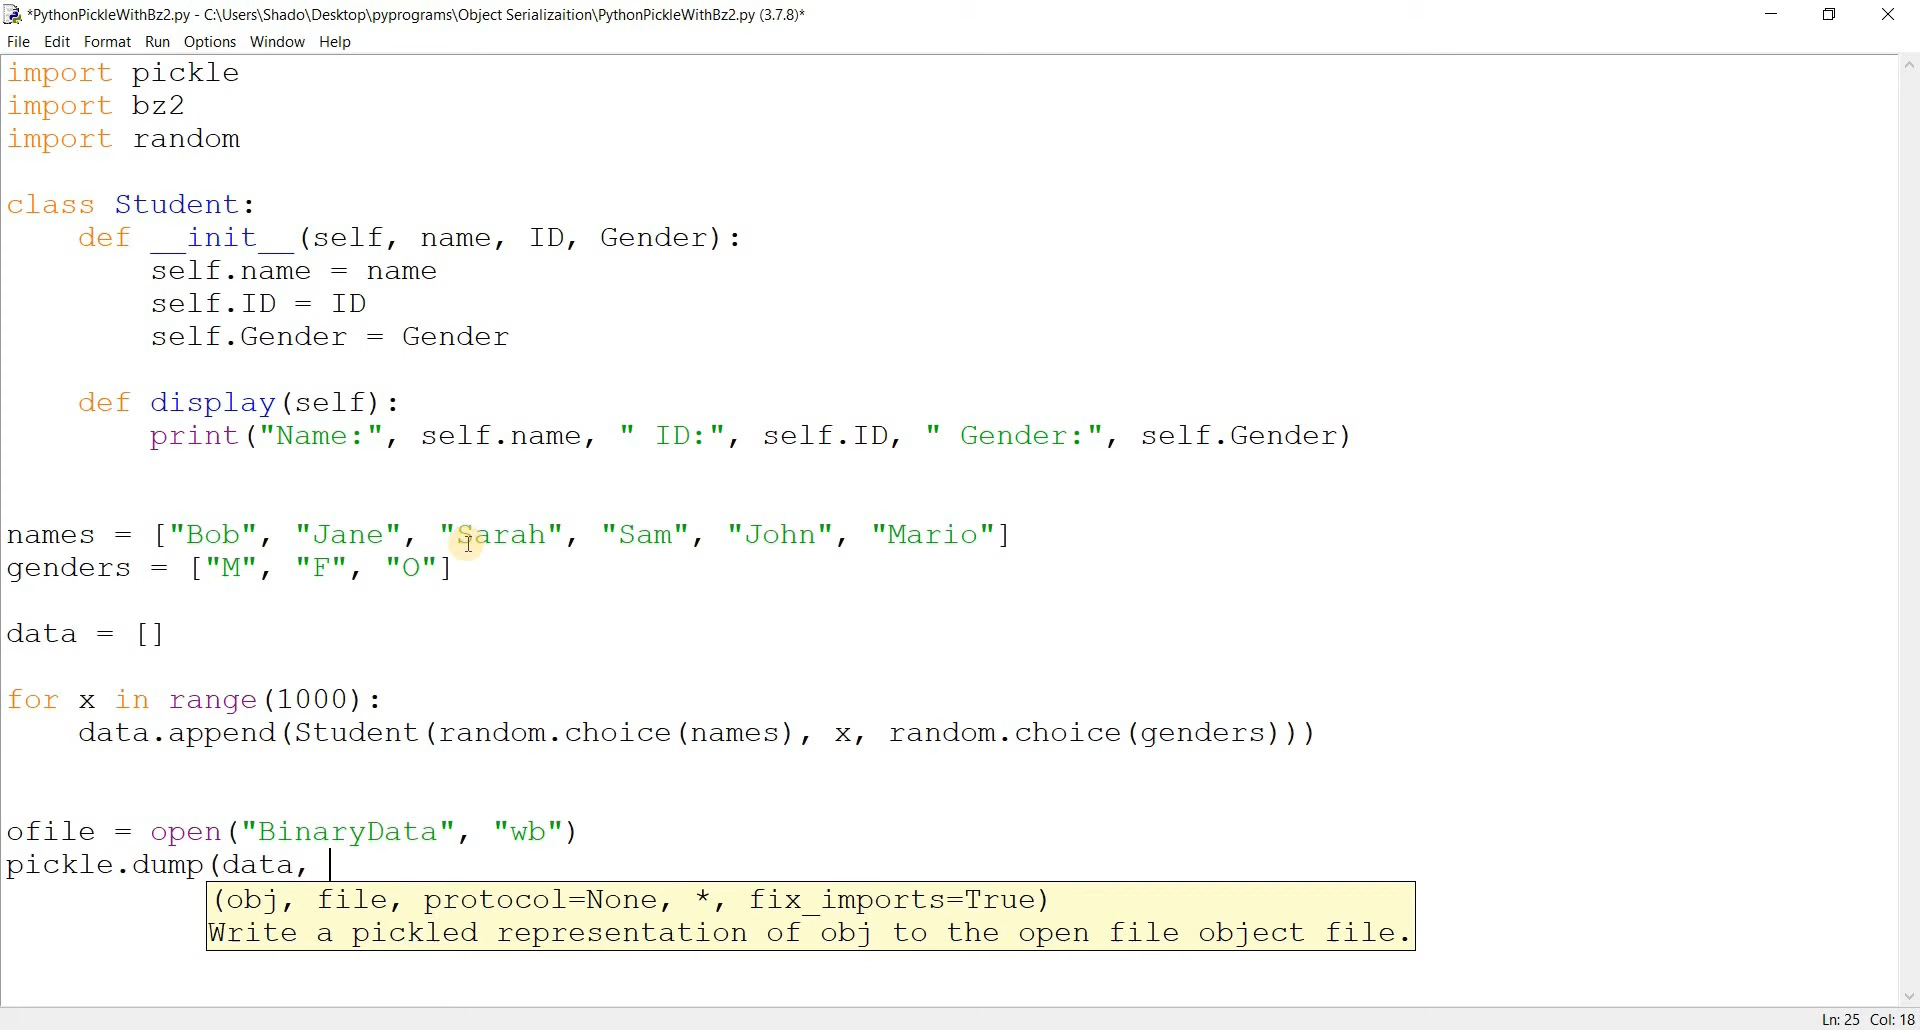 *PythonPickleWithBz2.py - C:\Users\Shado\Desktop\pyprograms\Object Serializaition\PythonPickleWithBz2.py (3.7.8)*
File Edit Format Run Options Window Help
import pickle
import bz2
import random
class Student:
    def __init__(self, name, ID, Gender):
        self.name = name
        self.ID = ID
        self.Gender = Gender
    def display(self):
        print("Name:", self.name, " ID:", self.ID, " Gender:", self.Gender)
names = ["Bob", "Jane", "Sarah", "Sam", "John", "Mario"]
genders = ["M", "F", "O"]
data = []
for x in range(1000):
    data.append(Student(random.choice(names), x, random.choice(genders)))
ofile = open("BinaryData", "wb")
pickle.dump(data,
(obj, file, protocol=None, *, fix_imports=True)
Write a pickled representation of obj to the open file object file.
Ln: 25 Col: 18